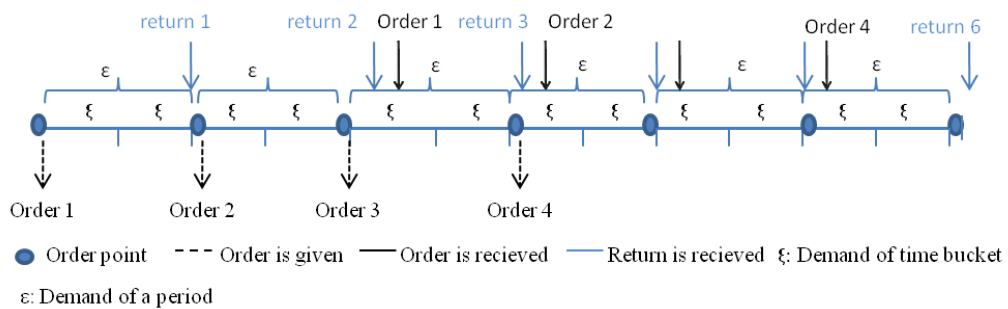 return 1 return 2 Order 1 return 3 Order 2 Order 4 return 6
ε ε ε ε ε ε
ξ ξ ξ ξ ξ ξ ξ ξ ξ ξ ξ ξ
Order 1 Order 2 Order 3 Order 4
Order point Order is given Order is recieved Return is recieved ξ: Demand of time bucket
ε: Demand of a period